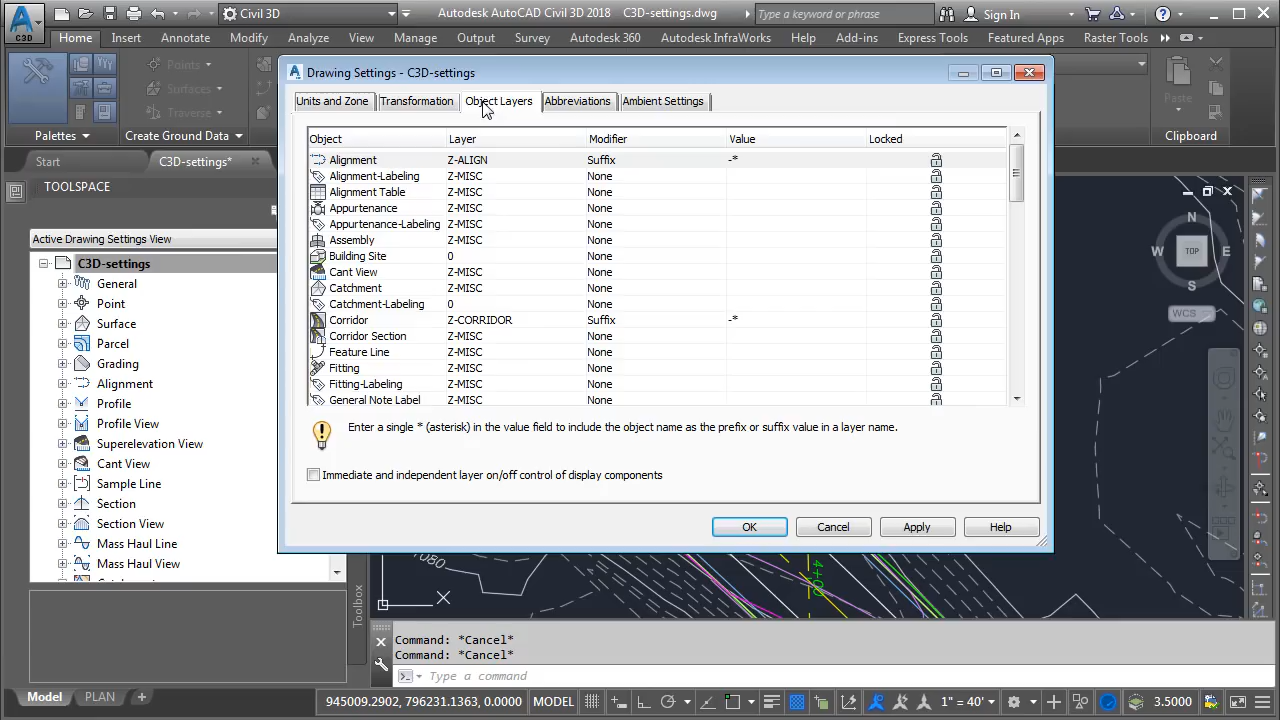 Civil 3D Autodesk AutoCAD Civil 3D 2018 C3D-settings.dwg Type a keyword or phrase Sign In
C3D
Home Insert Annotate Modify Analyze View Manage Output Survey Autodesk 360 Autodesk InfraWorks Help Add-ins Express Tools Featured Apps Raster Tools
Points
Surfaces
Traverse
Paste
Palettes Create Ground Data Clipboard
Start C3D-settings*
TOOLSPACE
Active Drawing Settings View
C3D-settings
General
Point
Surface
Parcel
Grading
Alignment
Profile
Profile View
Superelevation View
Cant View
Sample Line
Section
Section View
Mass Haul Line
Mass Haul View
Toolbox
Drawing Settings - C3D-settings
Units and Zone Transformation Object Layers Abbreviations Ambient Settings
Object Layer Modifier Value Locked
Alignment Z-ALIGN Suffix -*
Alignment-Labeling Z-MISC None
Alignment Table Z-MISC None
Appurtenance Z-MISC None
Appurtenance-Labeling Z-MISC None
Assembly Z-MISC None
Building Site 0 None
Cant View Z-MISC None
Catchment Z-MISC None
Catchment-Labeling 0 None
Corridor Z-CORRIDOR Suffix -*
Corridor Section Z-MISC None
Feature Line Z-MISC None
Fitting Z-MISC None
Fitting-Labeling Z-MISC None
General Note Label Z-MISC None
Enter a single * (asterisk) in the value field to include the object name as the prefix or suffix value in a layer name.
Immediate and independent layer on/off control of display components
OK Cancel Apply Help
N
W TOP E
S
WCS
1080
4+00
X
Command: *Cancel*
Command: *Cancel*
Type a command
Model PLAN + 945009.2902, 796231.1363, 0.0000 MODEL 1" = 40' 3.5000